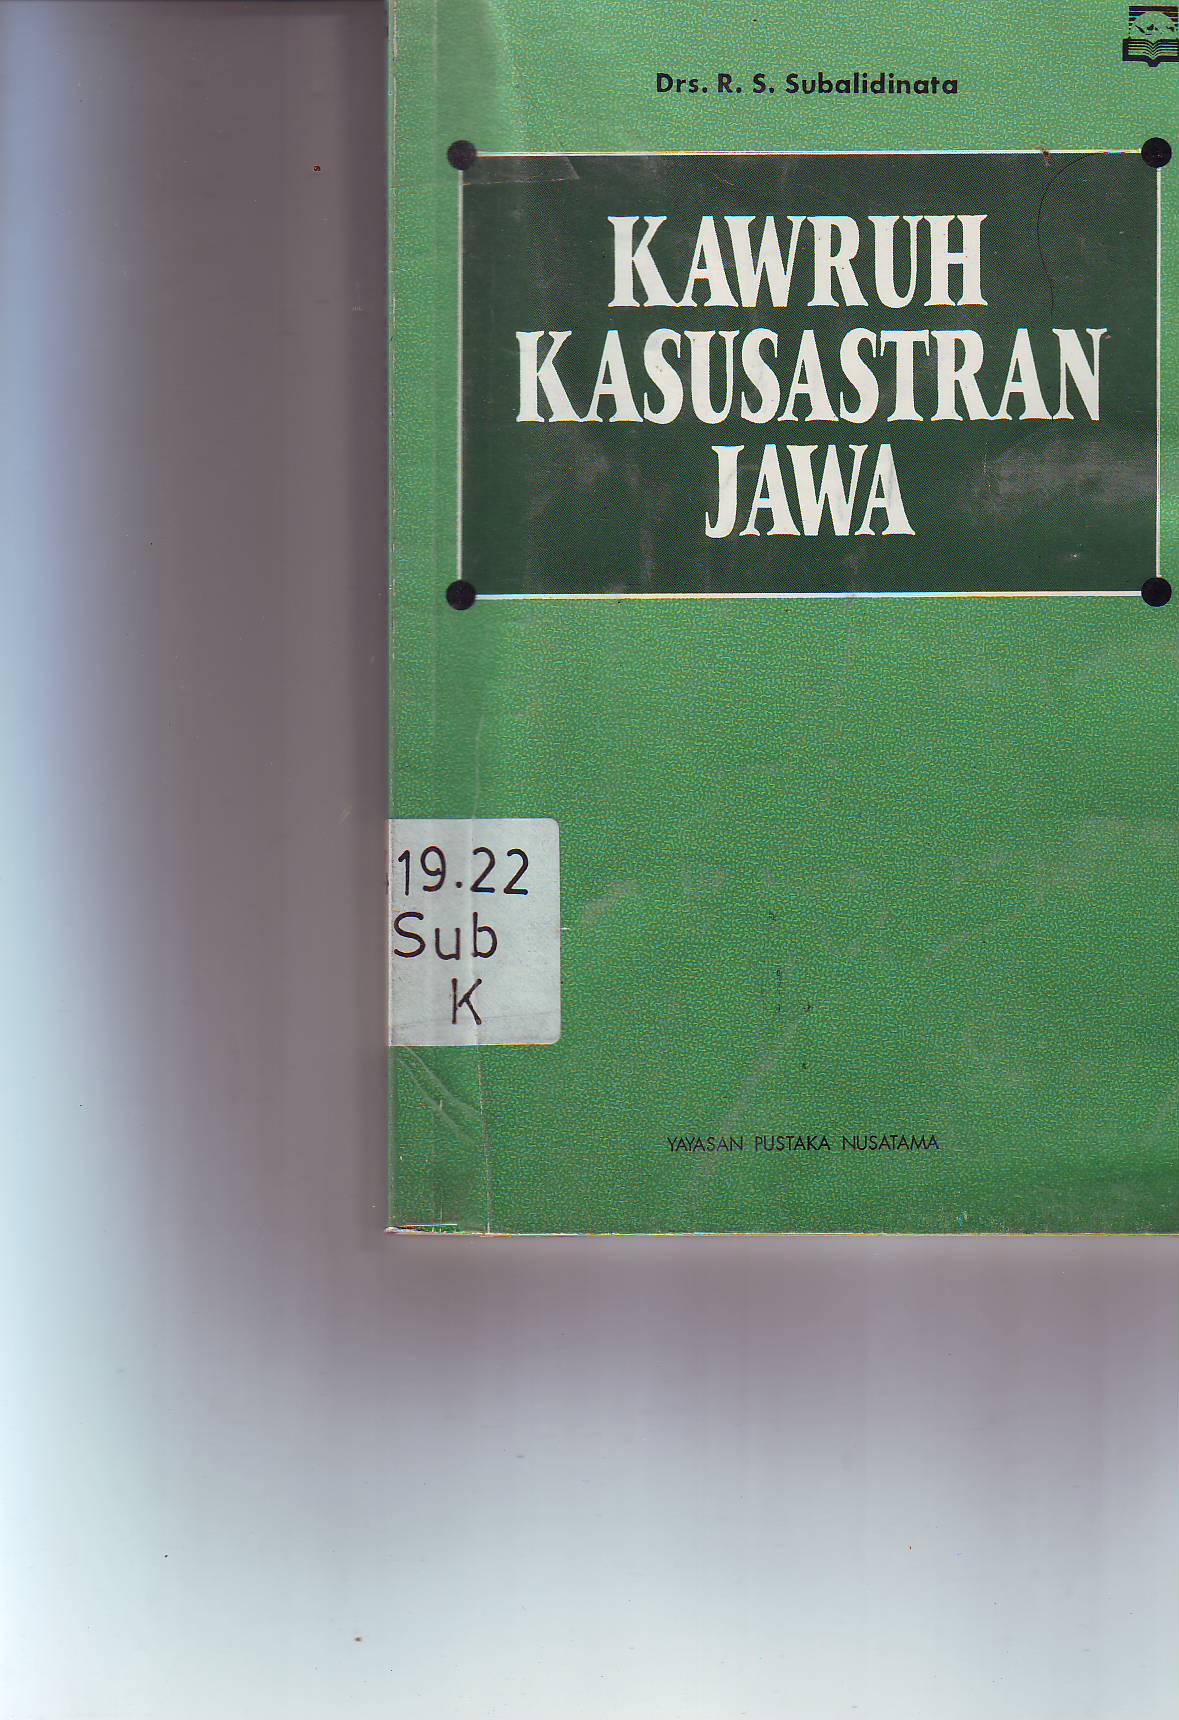 Drs. R. S. Subalidinata
KAWRUH
KASUSASTRAN
JAWA
19.22
Sub
K
YAYASAN PUSTAKA NUSATAMA